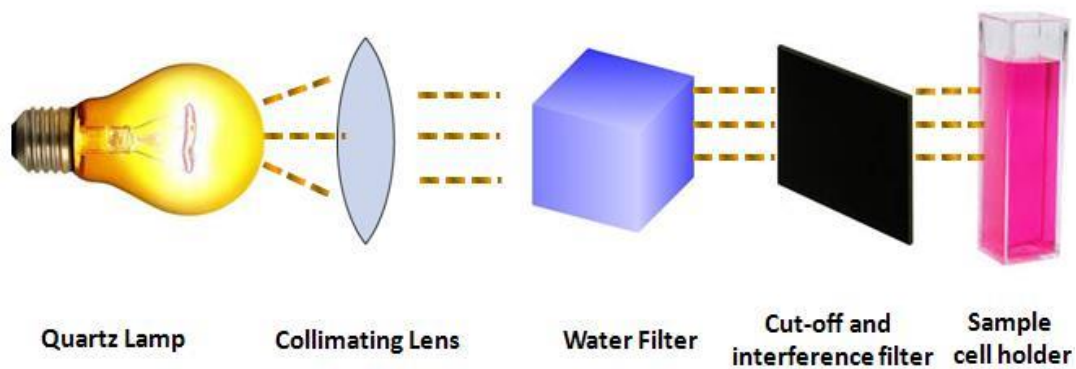 Quartz Lamp
Collimating Lens
Water Filter
Cut-off and
interference filter
Sample
cell holder